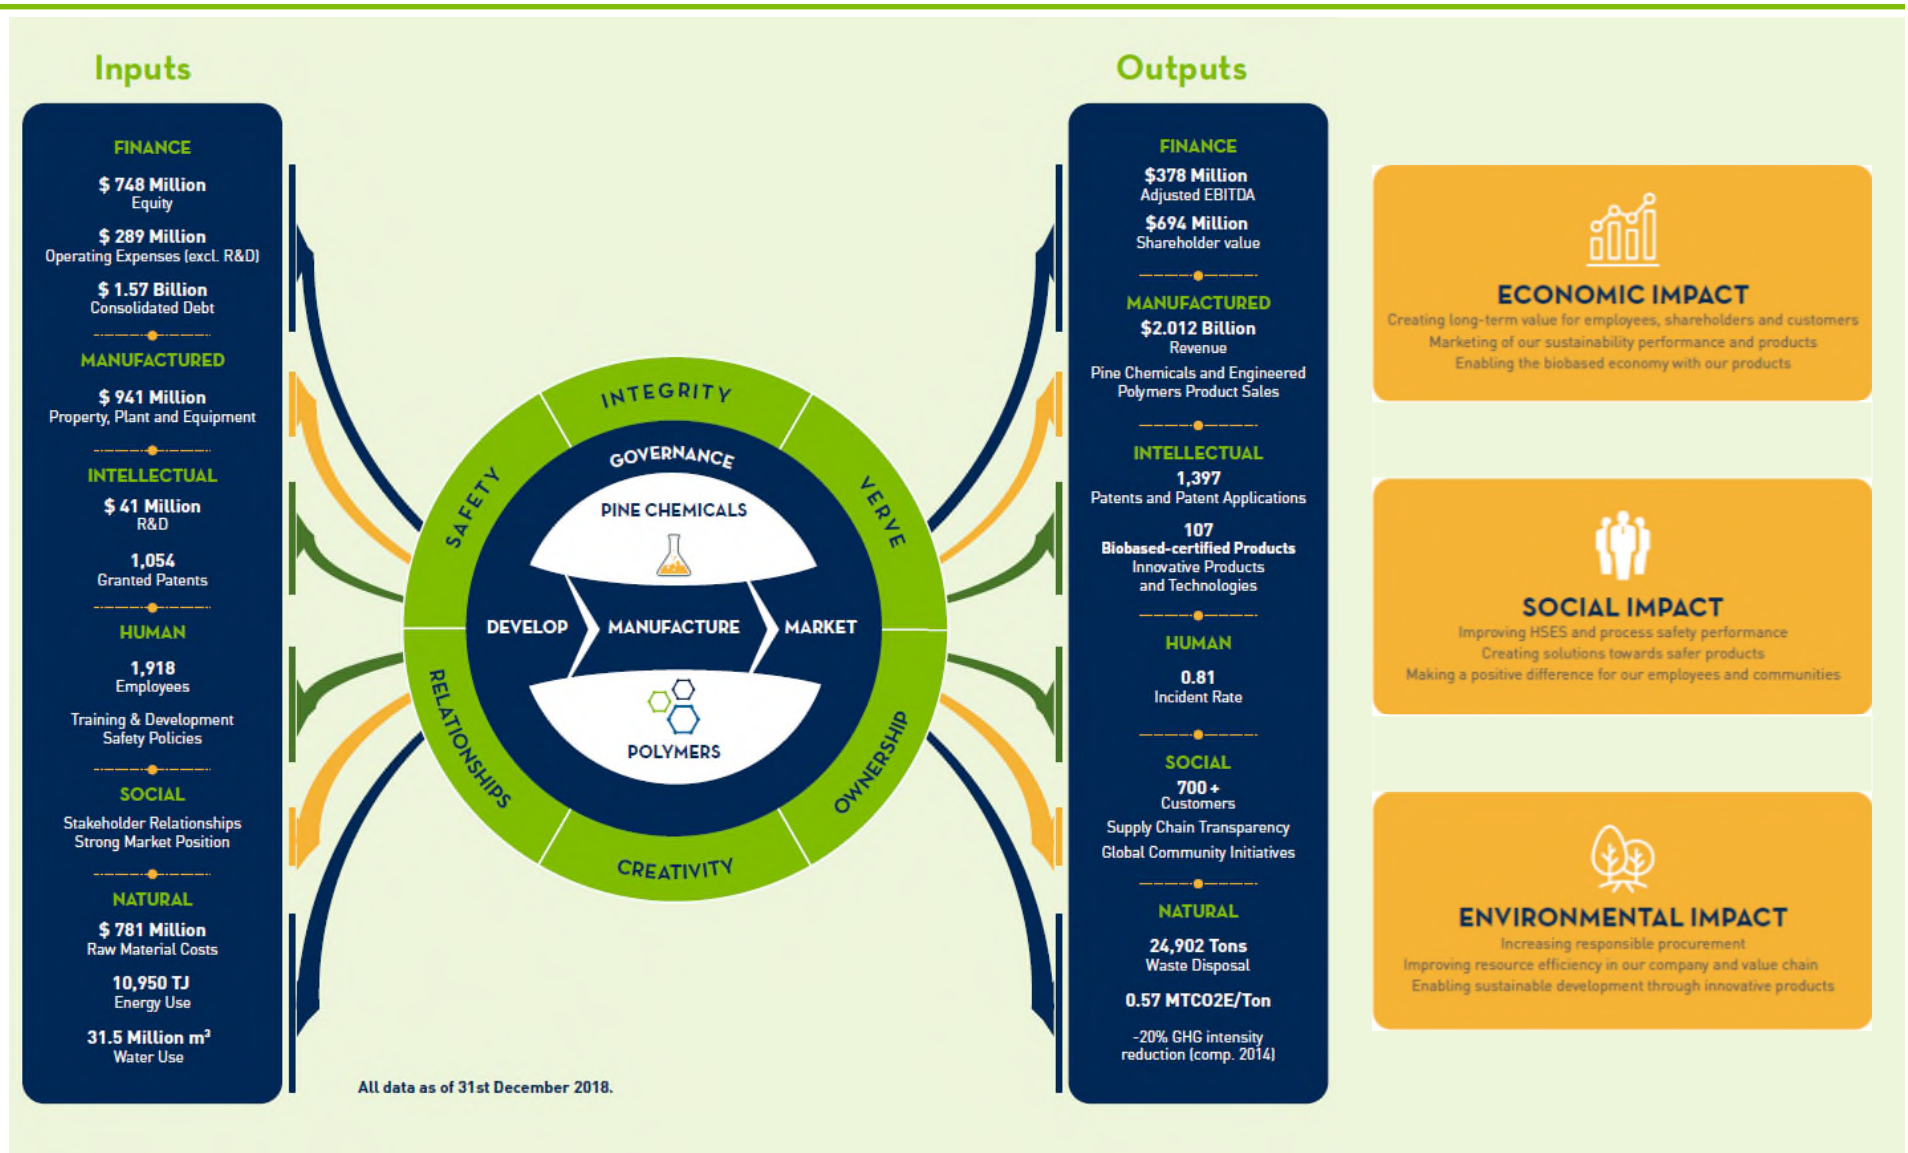 Inputs
FINANCE
$ 748 Million
Equity
$ 289 Million
Operating Expenses (excl. R&D)
$ 1.57 Billion
Consolidated Debt
MANUFACTURED
$ 941 Million
Property, Plant and Equipment
INTELLECTUAL
$ 41 Million
R&D
1,054
Granted Patents
HUMAN
1,918
Employees
Training & Development
Safety Policies
SOCIAL
Stakeholder Relationships
Strong Market Position
NATURAL
$ 781 Million
Raw Material Costs
10,950 TJ
Energy Use
31.5 Million m³
Water Use
INTEGRITY
VERVE
OWNERSHIP
CREATIVITY
RELATIONSHIPS
SAFETY
GOVERNANCE
PINE CHEMICALS
DEVELOP
MANUFACTURE
MARKET
POLYMERS
All data as of 31st December 2018.
Outputs
FINANCE
$378 Million
Adjusted EBITDA
$694 Million
Shareholder value
MANUFACTURED
$2.012 Billion
Revenue
Pine Chemicals and Engineered
Polymers Product Sales
INTELLECTUAL
1,397
Patents and Patent Applications
107
Biobased-certified Products
Innovative Products
and Technologies
HUMAN
0.81
Incident Rate
SOCIAL
700 +
Customers
Supply Chain Transparency
Global Community Initiatives
NATURAL
24,902 Tons
Waste Disposal
0.57 MTCO2E/Ton
-20% GHG intensity
reduction (comp. 2014)
ECONOMIC IMPACT
Creating long-term value for employees, shareholders and customers
Marketing of our sustainability performance and products
Enabling the biobased economy with our products
SOCIAL IMPACT
Improving HSES and process safety performance
Creating solutions towards safer products
Making a positive difference for our employees and communities
ENVIRONMENTAL IMPACT
Increasing responsible procurement
Improving resource efficiency in our company and value chain
Enabling sustainable development through innovative products